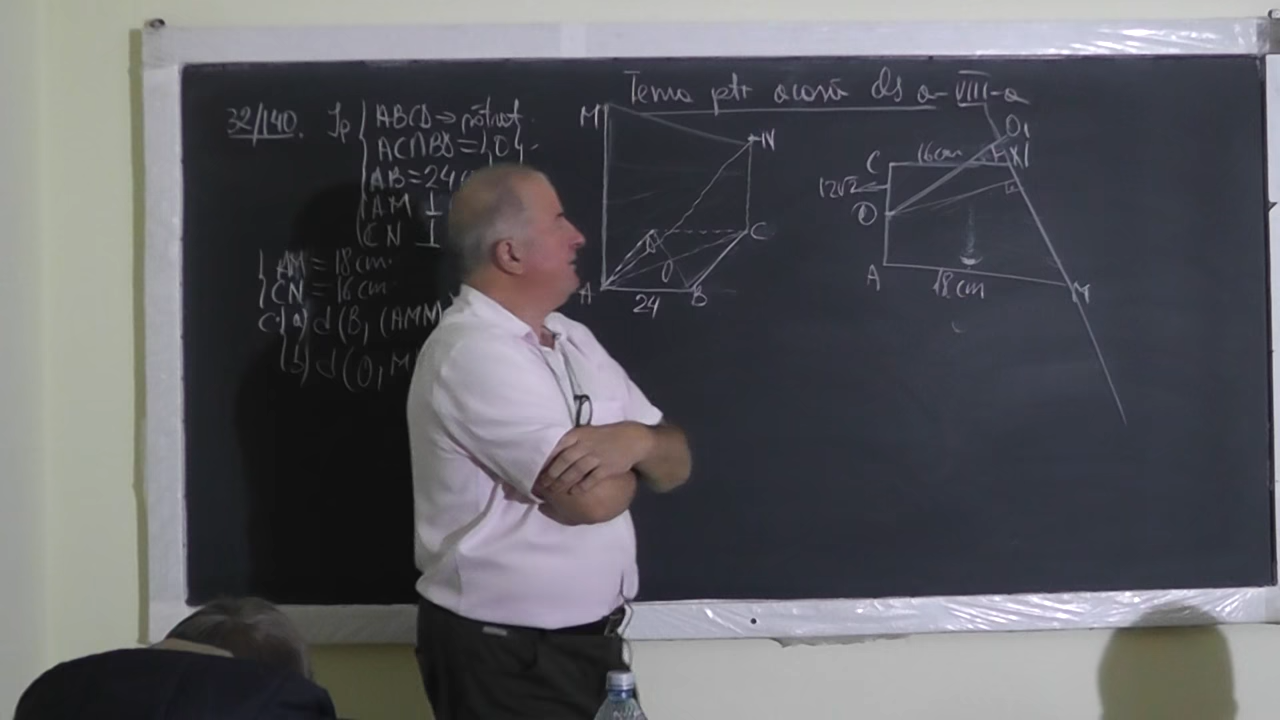 Temă ptr acasă cls a-VIII-a
32/140. Ip { ABCD → pătrat.
AC∩BD = {O}.
AB = 24
AM ⊥
CN ⊥
AM = 18 cm.
CN = 16 cm.
C. a) d(B, (AMN
b) d(O, M
M
N
D
C
O
A
B
24
O₁
C 16cm N
12√2
O
A
18 cm
M